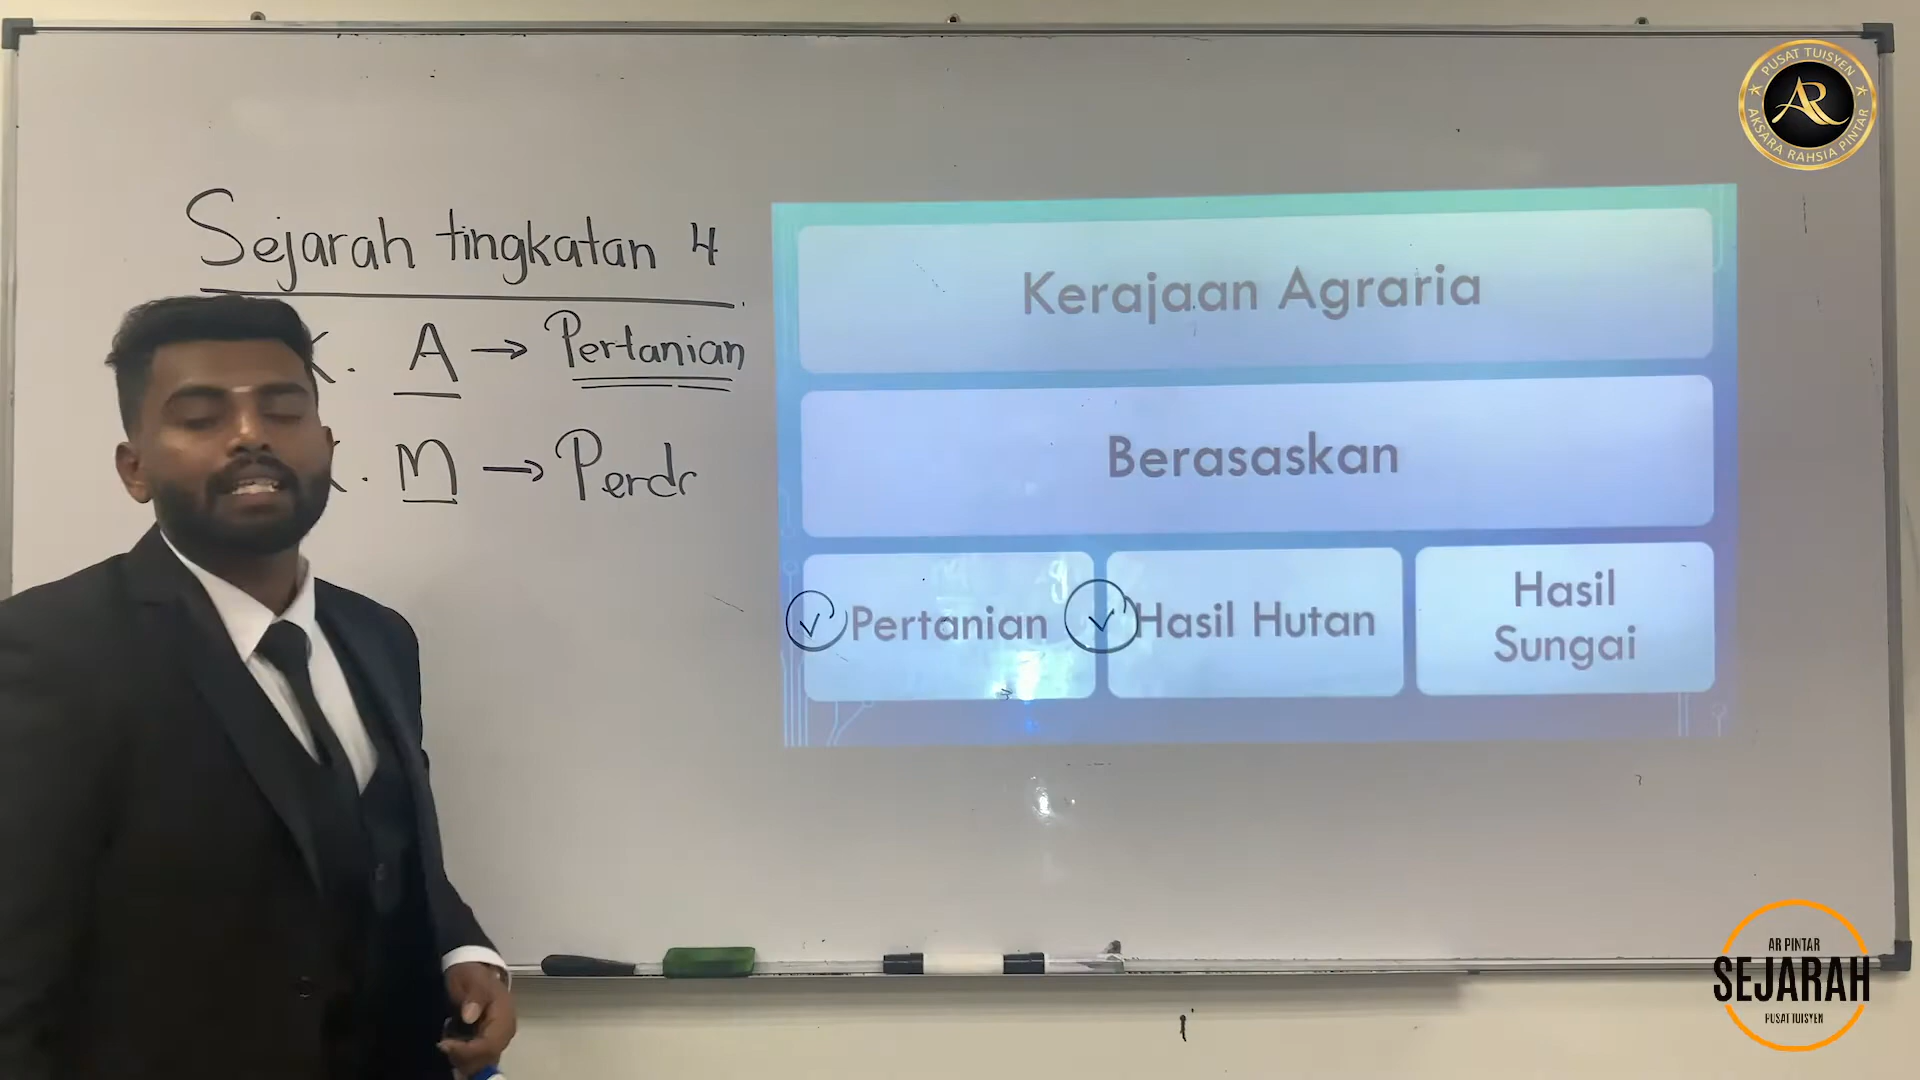 Sejarah tingkatan 4
K. A → Pertanian
K. M → Perdr
Kerajaan Agraria
Berasaskan
Pertanian
Hasil Hutan
Hasil
Sungai
PUSAT TUISYEN
AR
AKSARA RAHSIA PINTAR
AR PINTAR
SEJARAH
PUSAT TUISYEN